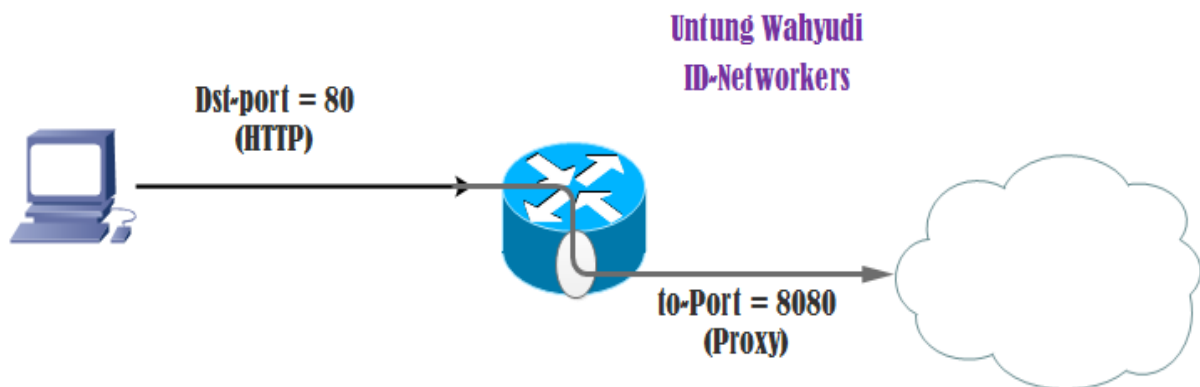 Untung Wahyudi
ID-Networkers
Dst-port = 80
(HTTP)
to-Port = 8080
(Proxy)